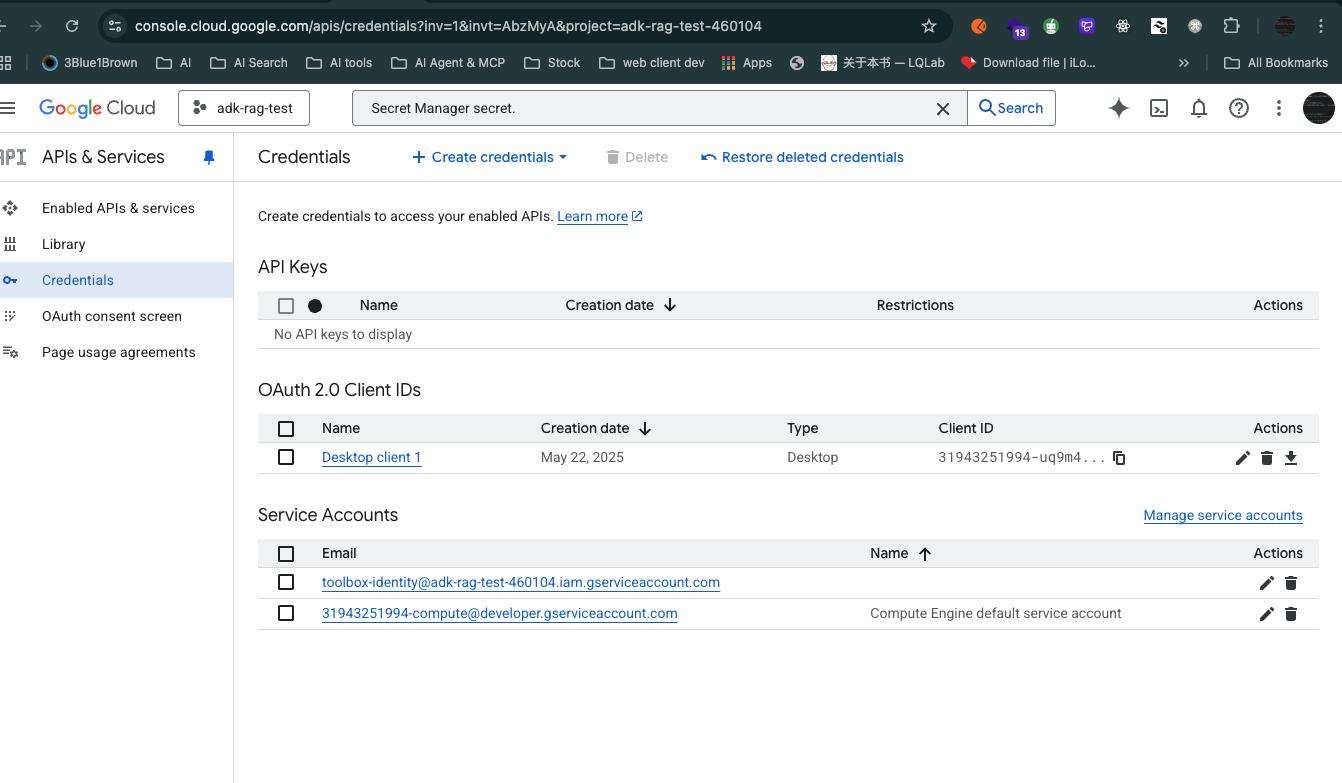 console.cloud.google.com/apis/credentials?inv=1&invt=AbzMyA&project=adk-rag-test-460104
13
3Blue1Brown AI AI Search AI tools AI Agent & MCP Stock web client dev Apps 关于本书 — LQLab Download file | iLo... » All Bookmarks
Google Cloud adk-rag-test Secret Manager secret. Search
API APIs & Services
Credentials Create credentials Delete Restore deleted credentials
Enabled APIs & services
Library
Credentials
OAuth consent screen
Page usage agreements
Create credentials to access your enabled APIs. Learn more
API Keys
Name Creation date Restrictions Actions
No API keys to display
OAuth 2.0 Client IDs
Name Creation date Type Client ID Actions
Desktop client 1 May 22, 2025 Desktop 31943251994-uq9m4...
Service Accounts Manage service accounts
Email Name Actions
toolbox-identity@adk-rag-test-460104.iam.gserviceaccount.com
31943251994-compute@developer.gserviceaccount.com Compute Engine default service account